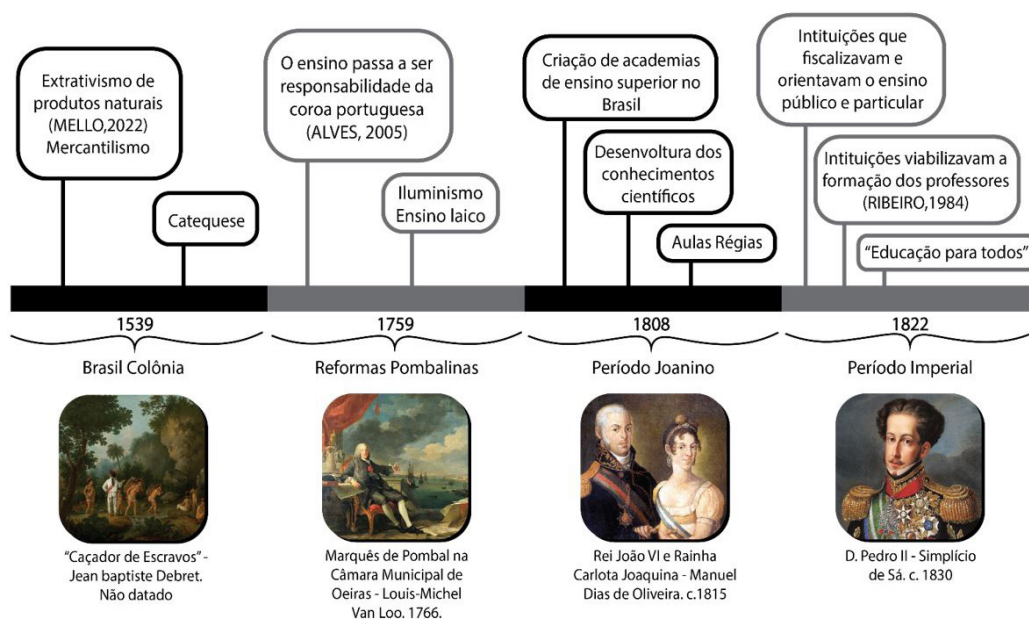 Extrativismo de
produtos naturais
(MELLO,2022)
Mercantilismo
Catequese
O ensino passa a ser
responsabilidade da
coroa portuguesa
(ALVES, 2005)
Iluminismo
Ensino laico
Criação de academias
de ensino superior no
Brasil
Desenvoltura dos
conhecimentos
científicos
Aulas Régias
Intituições que
fiscalizavam e
orientavam o ensino
público e particular
Intituições viabilizavam a
formação dos professores
(RIBEIRO,1984)
“Educação para todos”
1539
Brasil Colônia
1759
Reformas Pombalinas
1808
Período Joanino
1822
Período Imperial
“Caçador de Escravos” -
Jean baptiste Debret.
Não datado
Marquês de Pombal na
Câmara Municipal de
Oeiras - Louis-Michel
Van Loo. 1766.
Rei João VI e Rainha
Carlota Joaquina - Manuel
Dias de Oliveira. c.1815
D. Pedro II - Simplício
de Sá. c. 1830